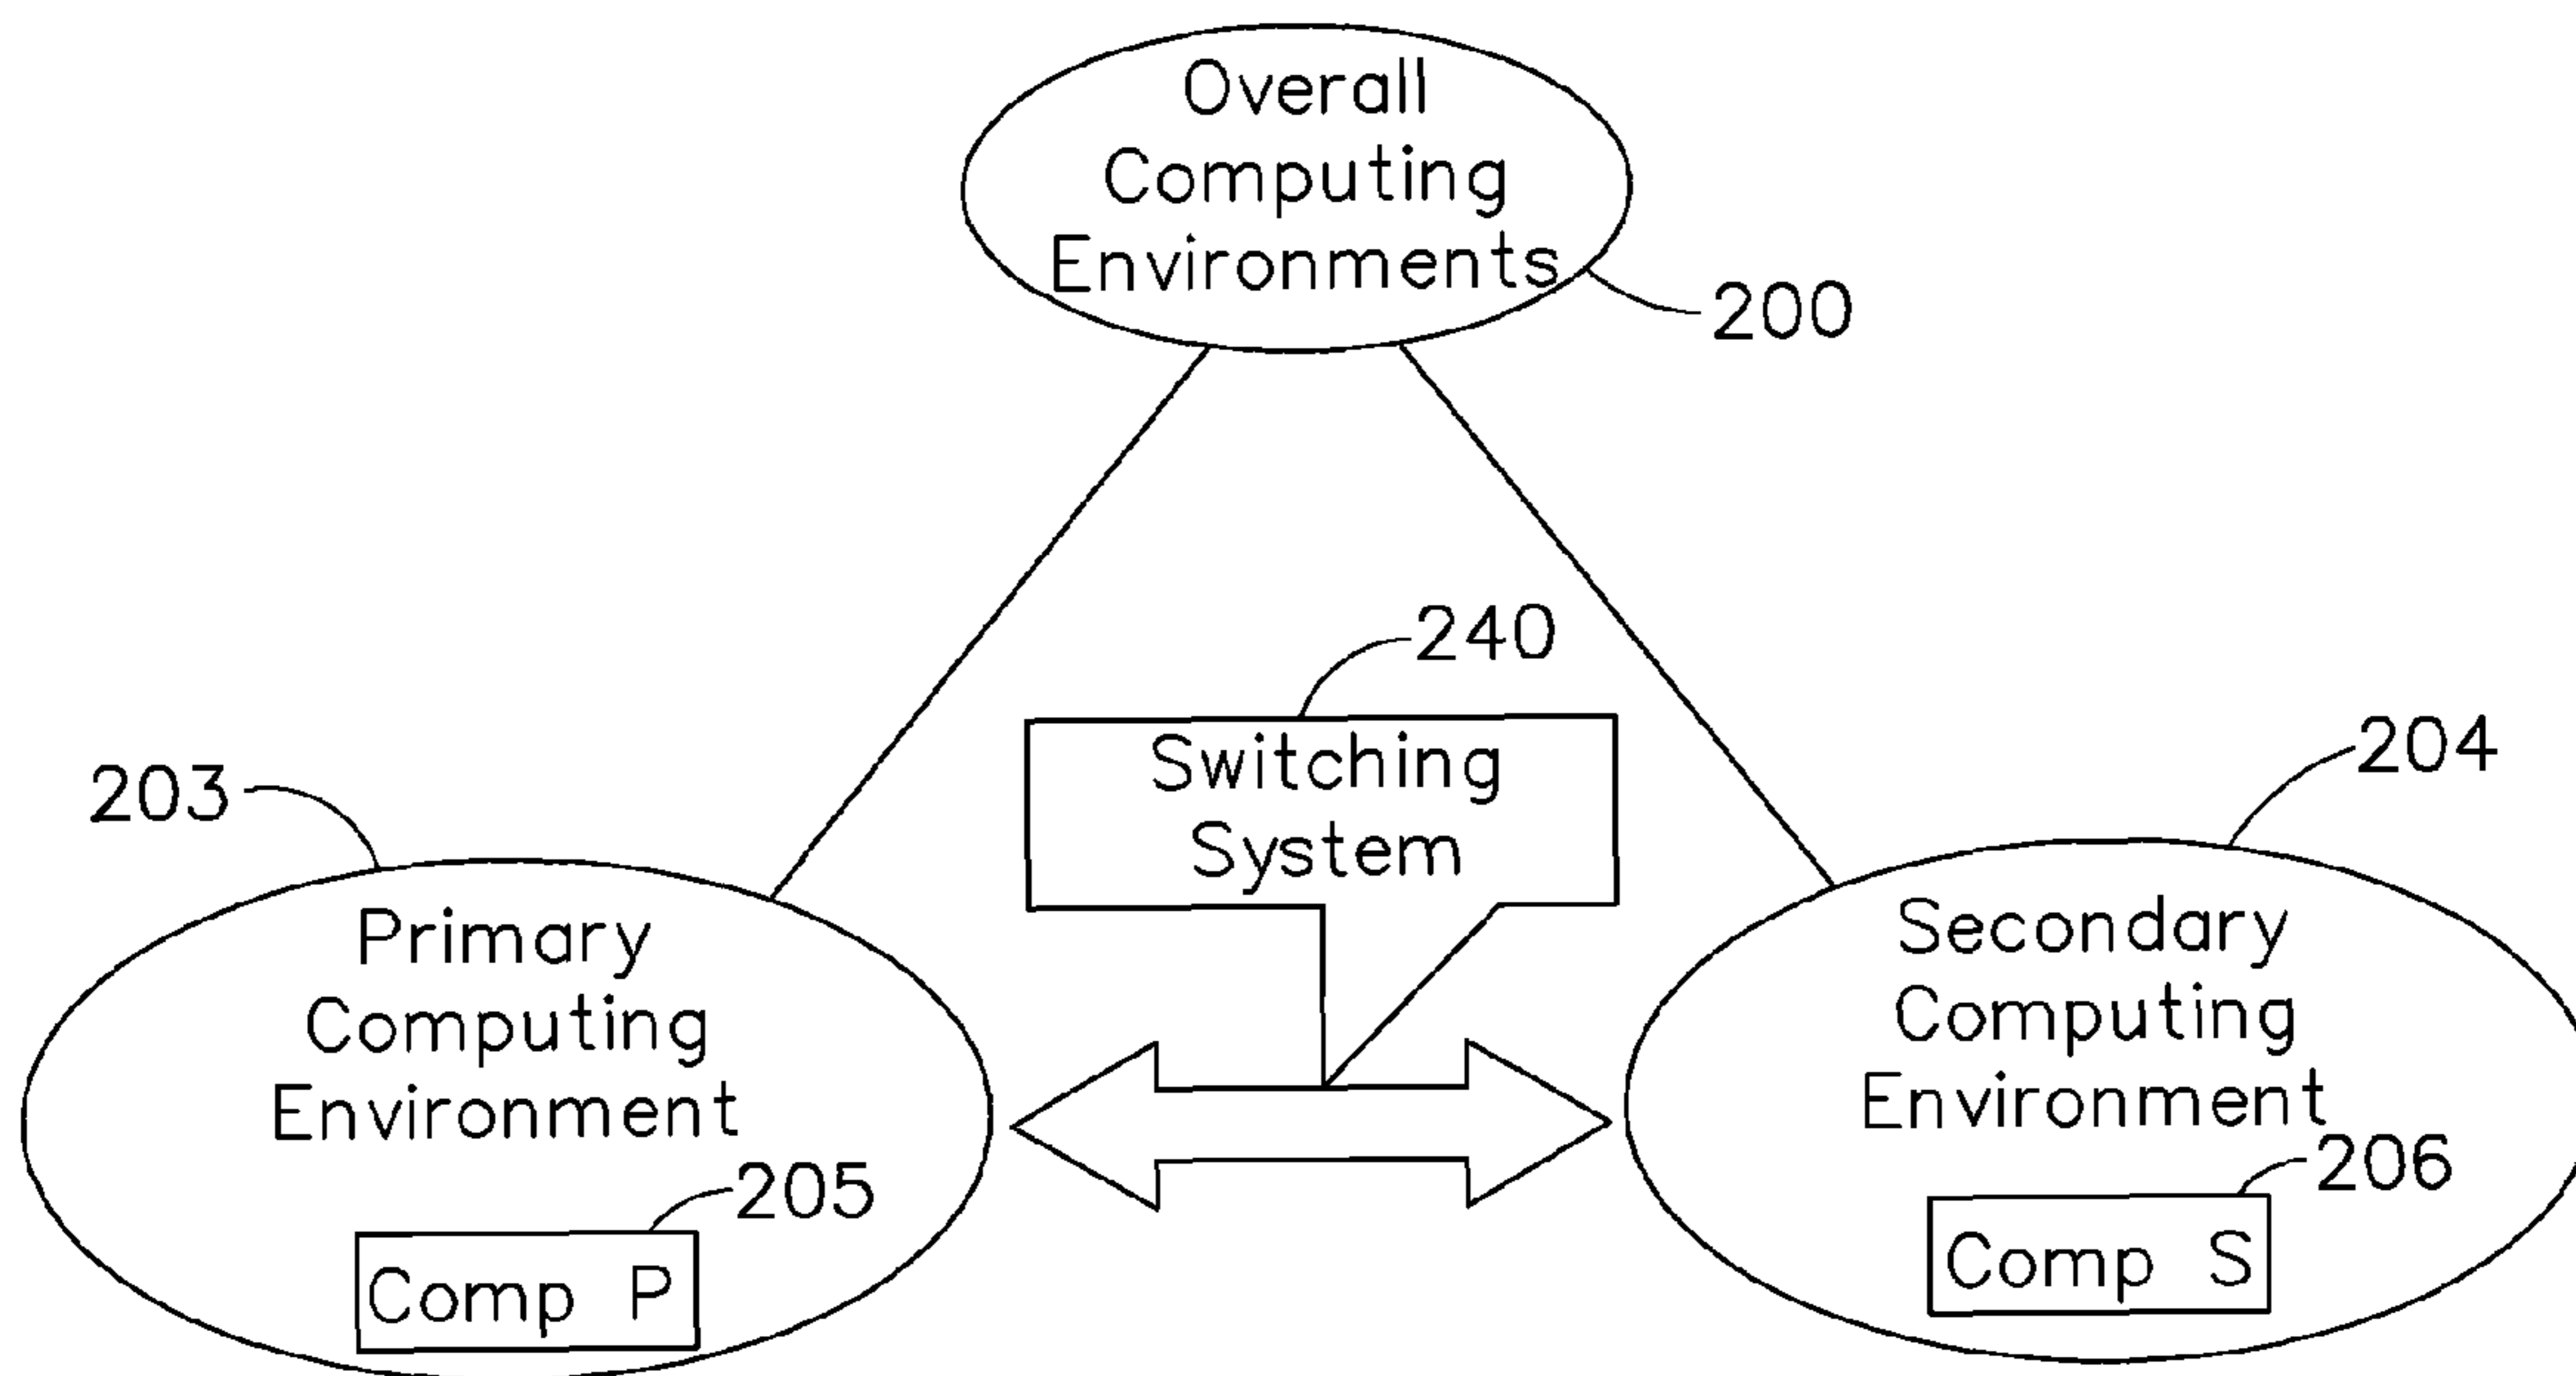 Overall
Computing
Environments
200
240
Switching
System
203
Primary
Computing
Environment
205
Comp P
204
Secondary
Computing
Environment
206
Comp S